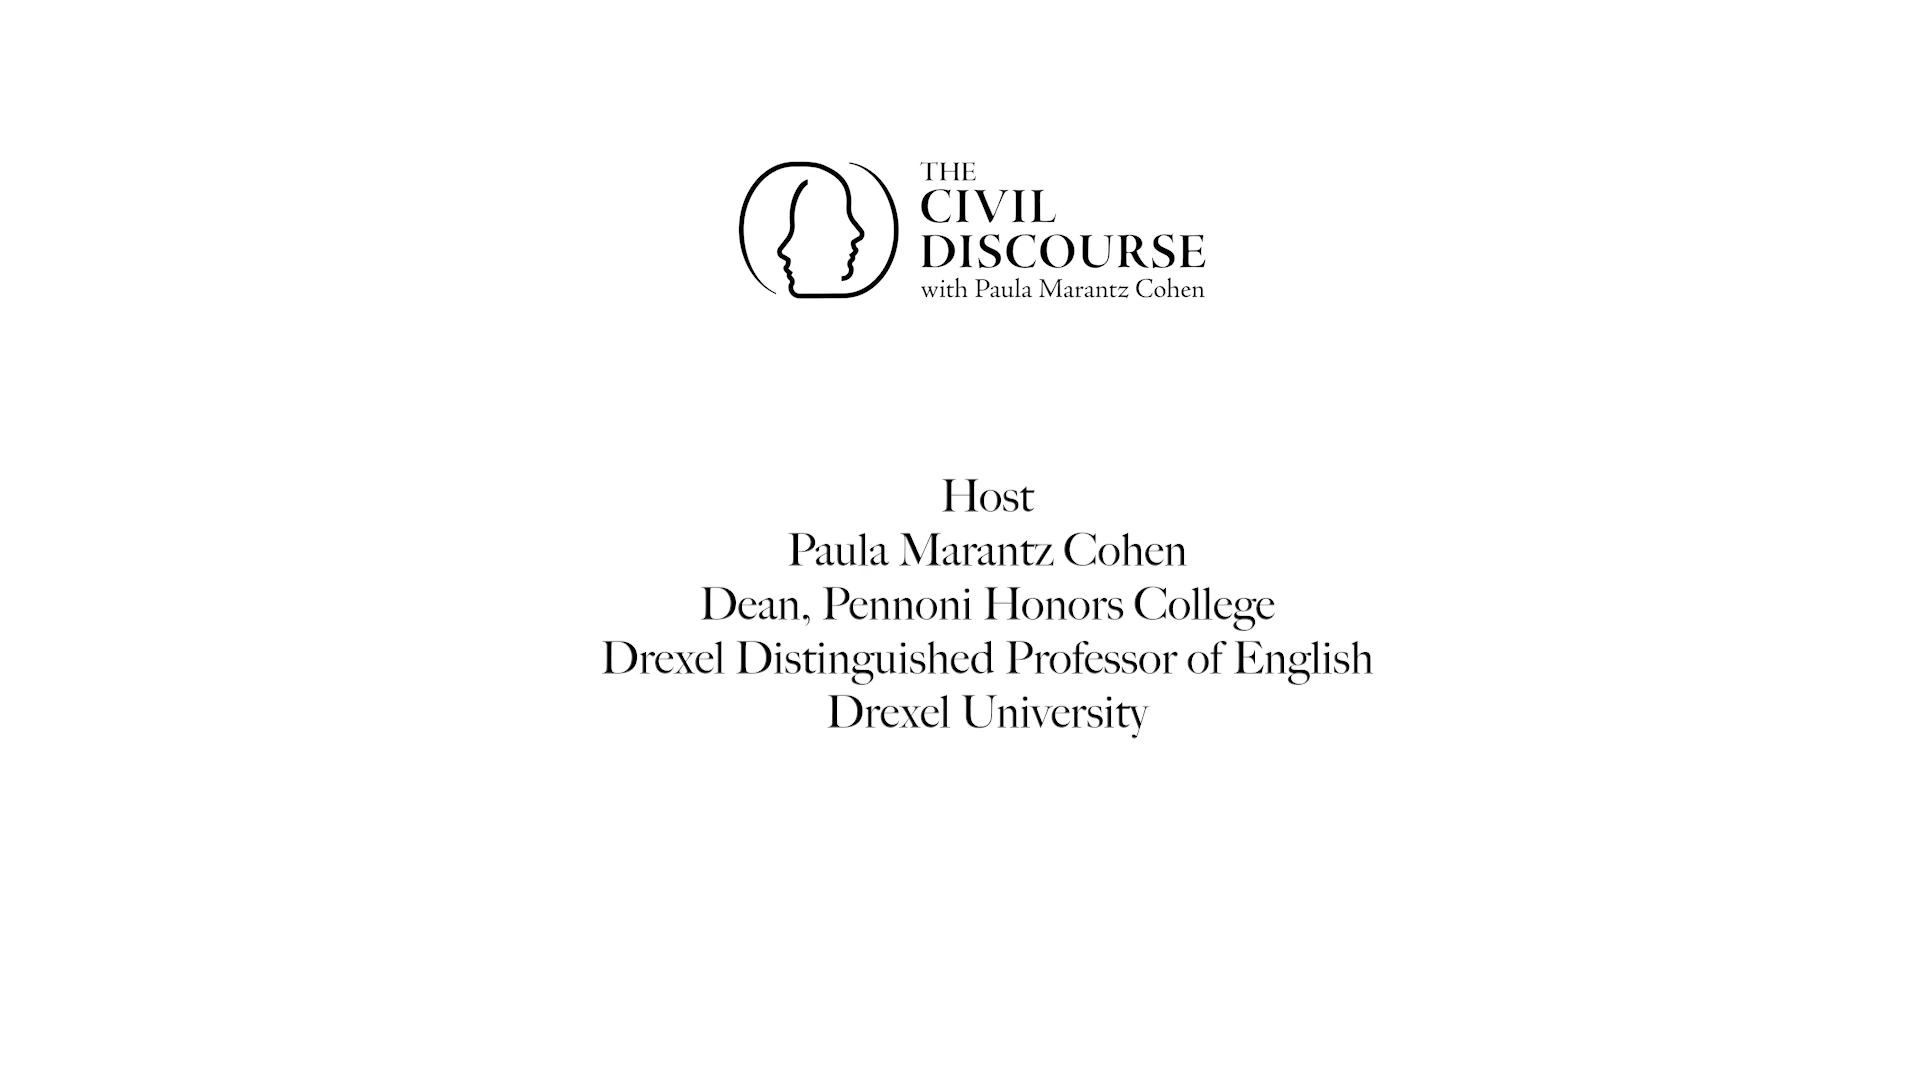 THE
CIVIL
DISCOURSE
with Paula Marantz Cohen
Host
Paula Marantz Cohen
Dean, Pennoni Honors College
Drexel Distinguished Professor of English
Drexel University